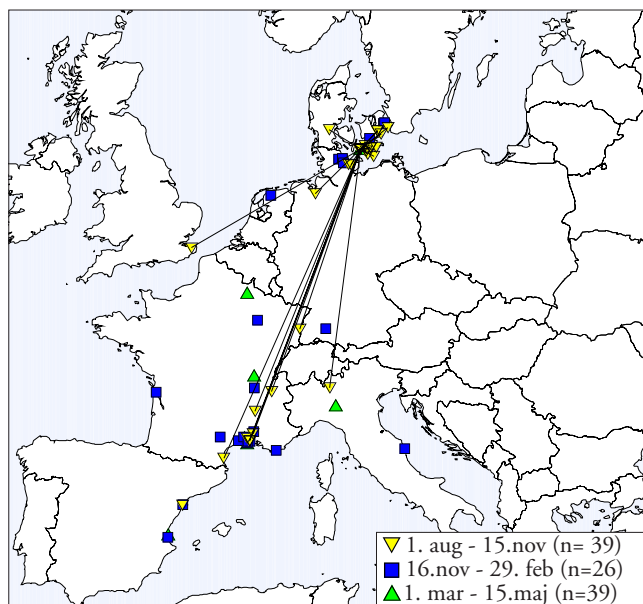 1. aug - 15.nov (n= 39)
16.nov - 29. feb (n=26)
1. mar - 15.maj (n=39)